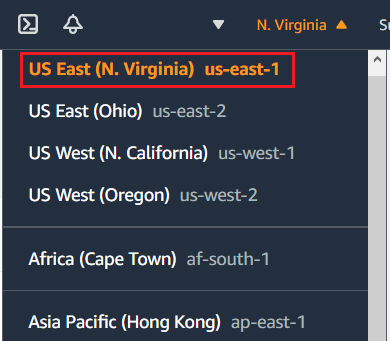 N. Virginia
US East (N. Virginia) us-east-1
US East (Ohio) us-east-2
US West (N. California) us-west-1
US West (Oregon) us-west-2
Africa (Cape Town) af-south-1
Asia Pacific (Hong Kong) ap-east-1